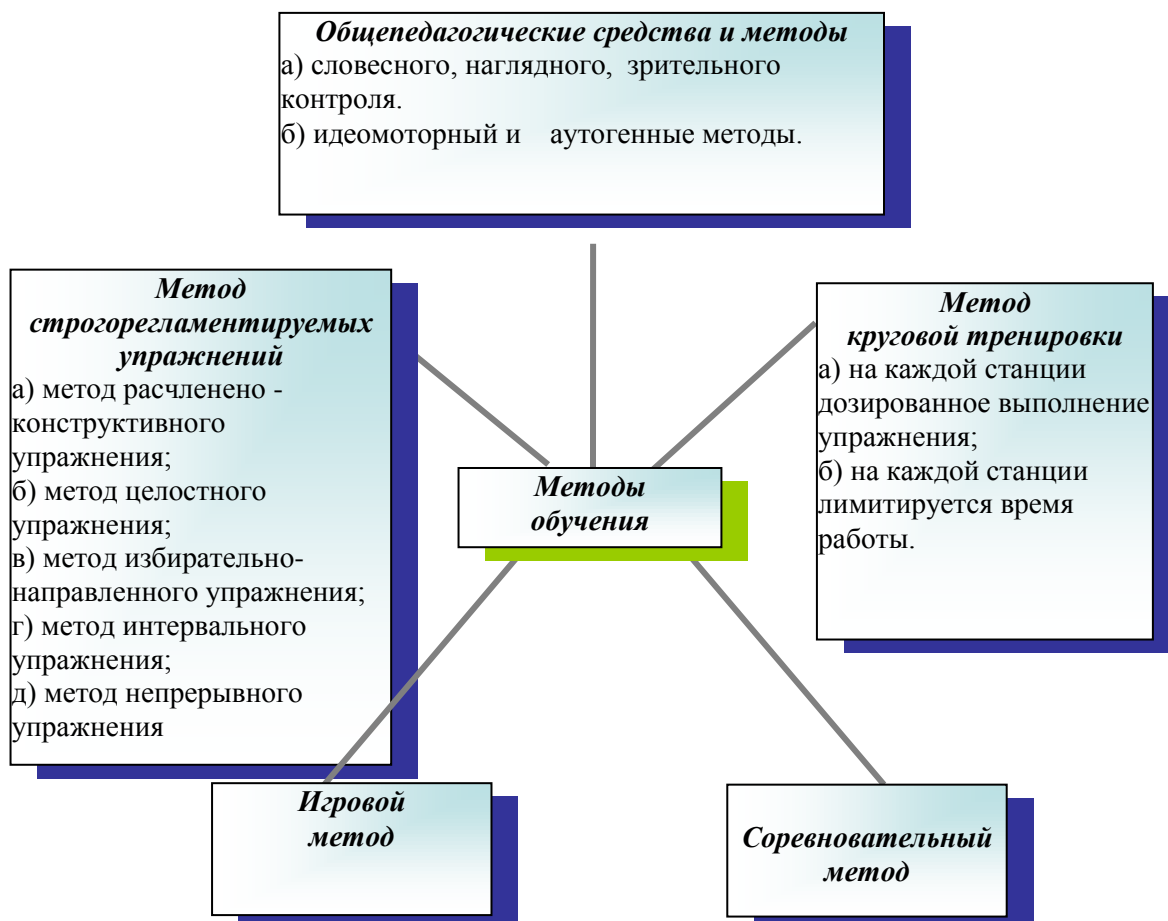 Общепедагогические средства и методы
а) словесного, наглядного, зрительного
контроля.
б) идеомоторный и аутогенные методы.
Метод
строгорегламентируемых
упражнений
а) метод расчленено -
конструктивного
упражнения;
б) метод целостного
упражнения;
в) метод избирательно-
направленного упражнения;
г) метод интервального
упражнения;
д) метод непрерывного
упражнения
Метод
круговой тренировки
а) на каждой станции
дозированное выполнение
упражнения;
б) на каждой станции
лимитируется время
работы.
Методы
обучения
Игровой
метод
Соревновательный
метод